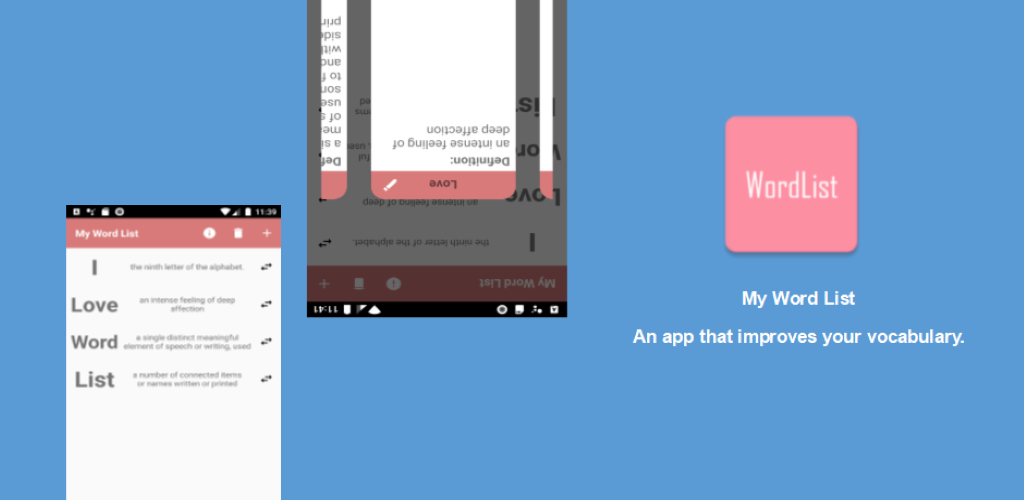 11:39
My Word List
I
the ninth letter of the alphabet.
Love
an intense feeling of deep
affection
Word
a single distinct meaningful
element of speech or writing, used
List
a number of connected items
or names written or printed
11:41
My Word List
I
the ninth letter of the alphabet.
Love
an intense feeling of deep
Love
Definition:
an intense feeling of
deep affection
WordList
My Word List
An app that improves your vocabulary.